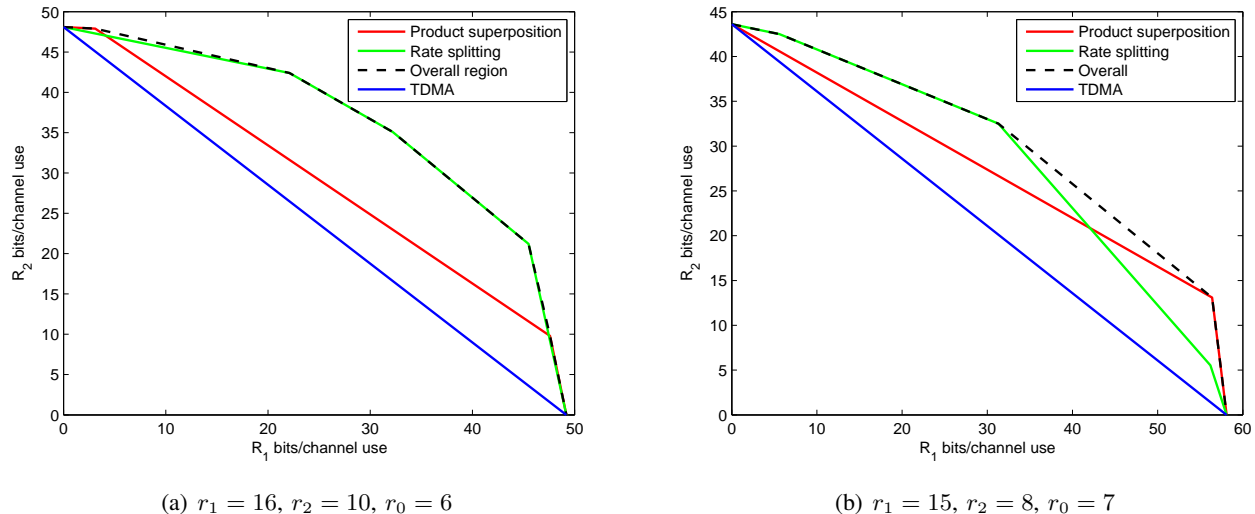 50
45
40
35
30
25
20
15
10
5
0
R2 bits/channel use
0 10 20 30 40 50
R1 bits/channel use
Product superposition
Rate splitting
Overall region
TDMA
(a) r1 = 16, r2 = 10, r0 = 6
45
40
35
30
25
20
15
10
5
0
R2 bits/channel use
0 10 20 30 40 50 60
R1 bits/channel use
Product superposition
Rate splitting
Overall
TDMA
(b) r1 = 15, r2 = 8, r0 = 7